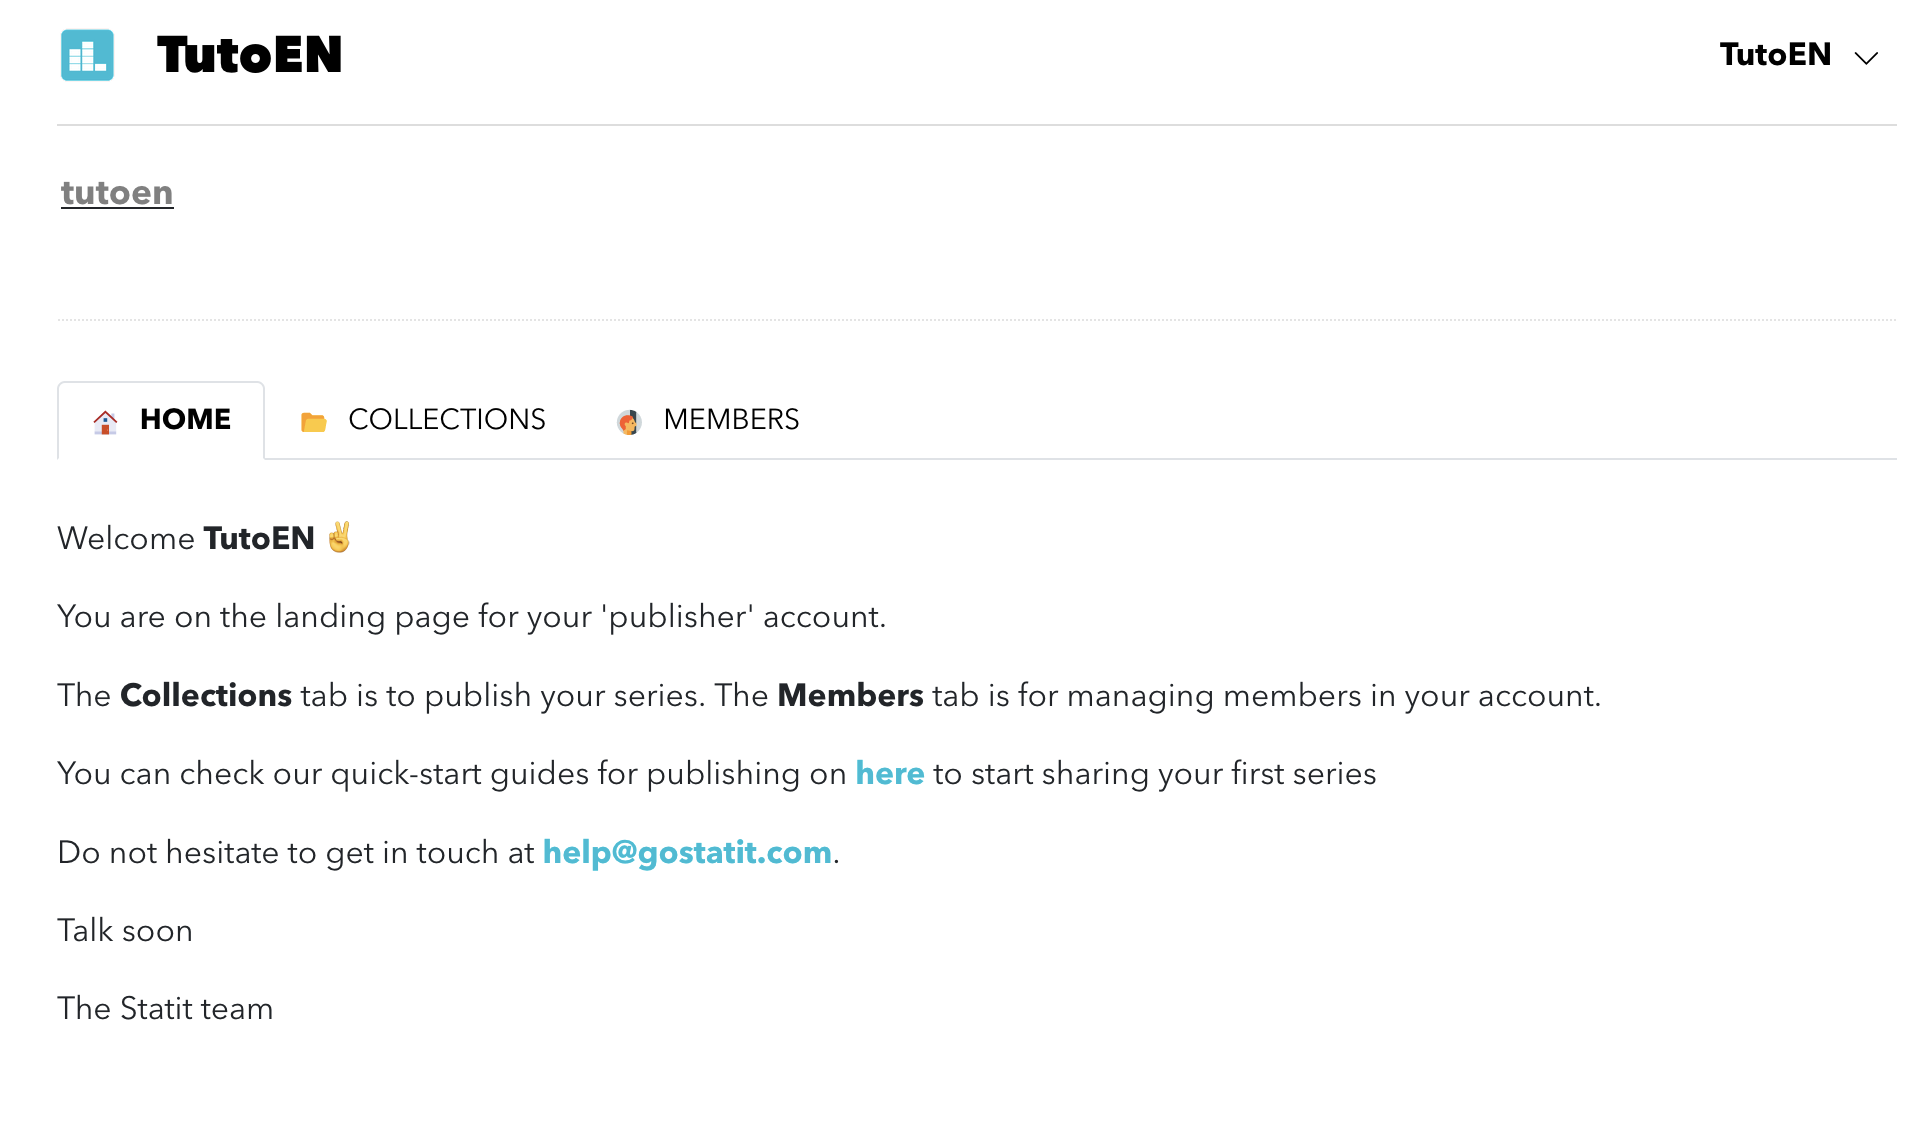 TutoEN
TutoEN
tutoen
HOME
COLLECTIONS
MEMBERS
Welcome TutoEN ✌
You are on the landing page for your 'publisher' account.
The Collections tab is to publish your series. The Members tab is for managing members in your account.
You can check our quick-start guides for publishing on here to start sharing your first series
Do not hesitate to get in touch at help@gostatit.com.
Talk soon
The Statit team